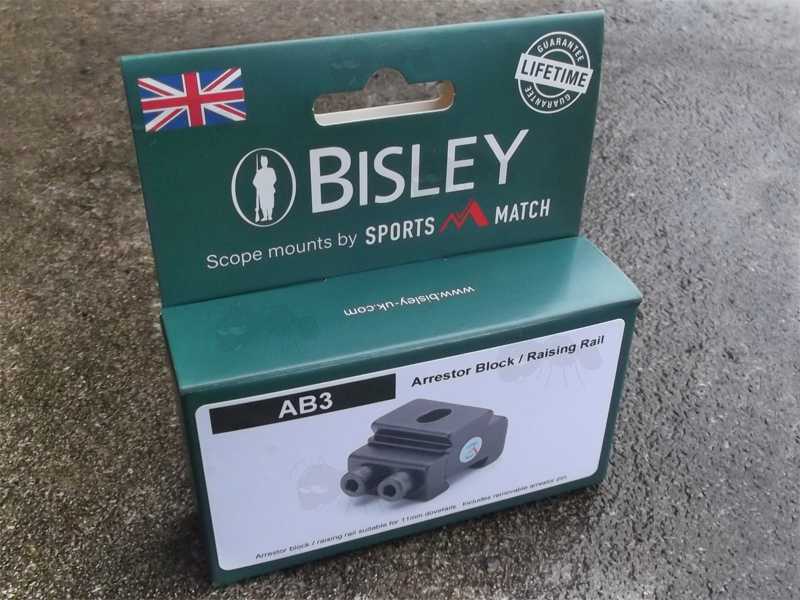 GUARANTEE
LIFETIME
GUARANTEE
BISLEY
Scope mounts by SPORTS MATCH
www.bisley-uk.com
AB3
Arrestor Block / Raising Rail
Arrestor block / raising rail suitable for 11mm dovetails. Includes removable arrestor pin.